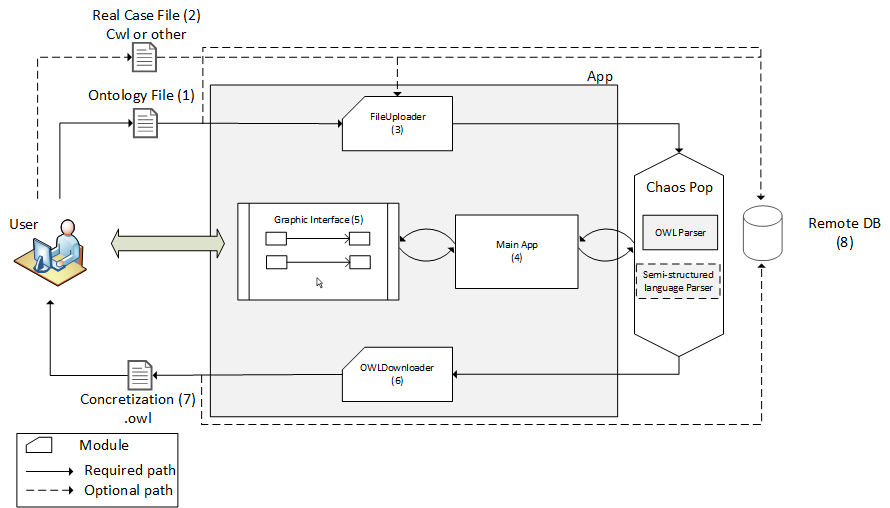 Real Case File (2)
Cwl or other
App
Ontology File (1)
FileUploader
(3)
Chaos Pop
User
Graphic Interface (5)
Main App
(4)
OWL Parser
Semi-structured
language Parser
Remote DB
(8)
OWLDownloader
(6)
Concretization (7)
.owl
Module
Required path
Optional path